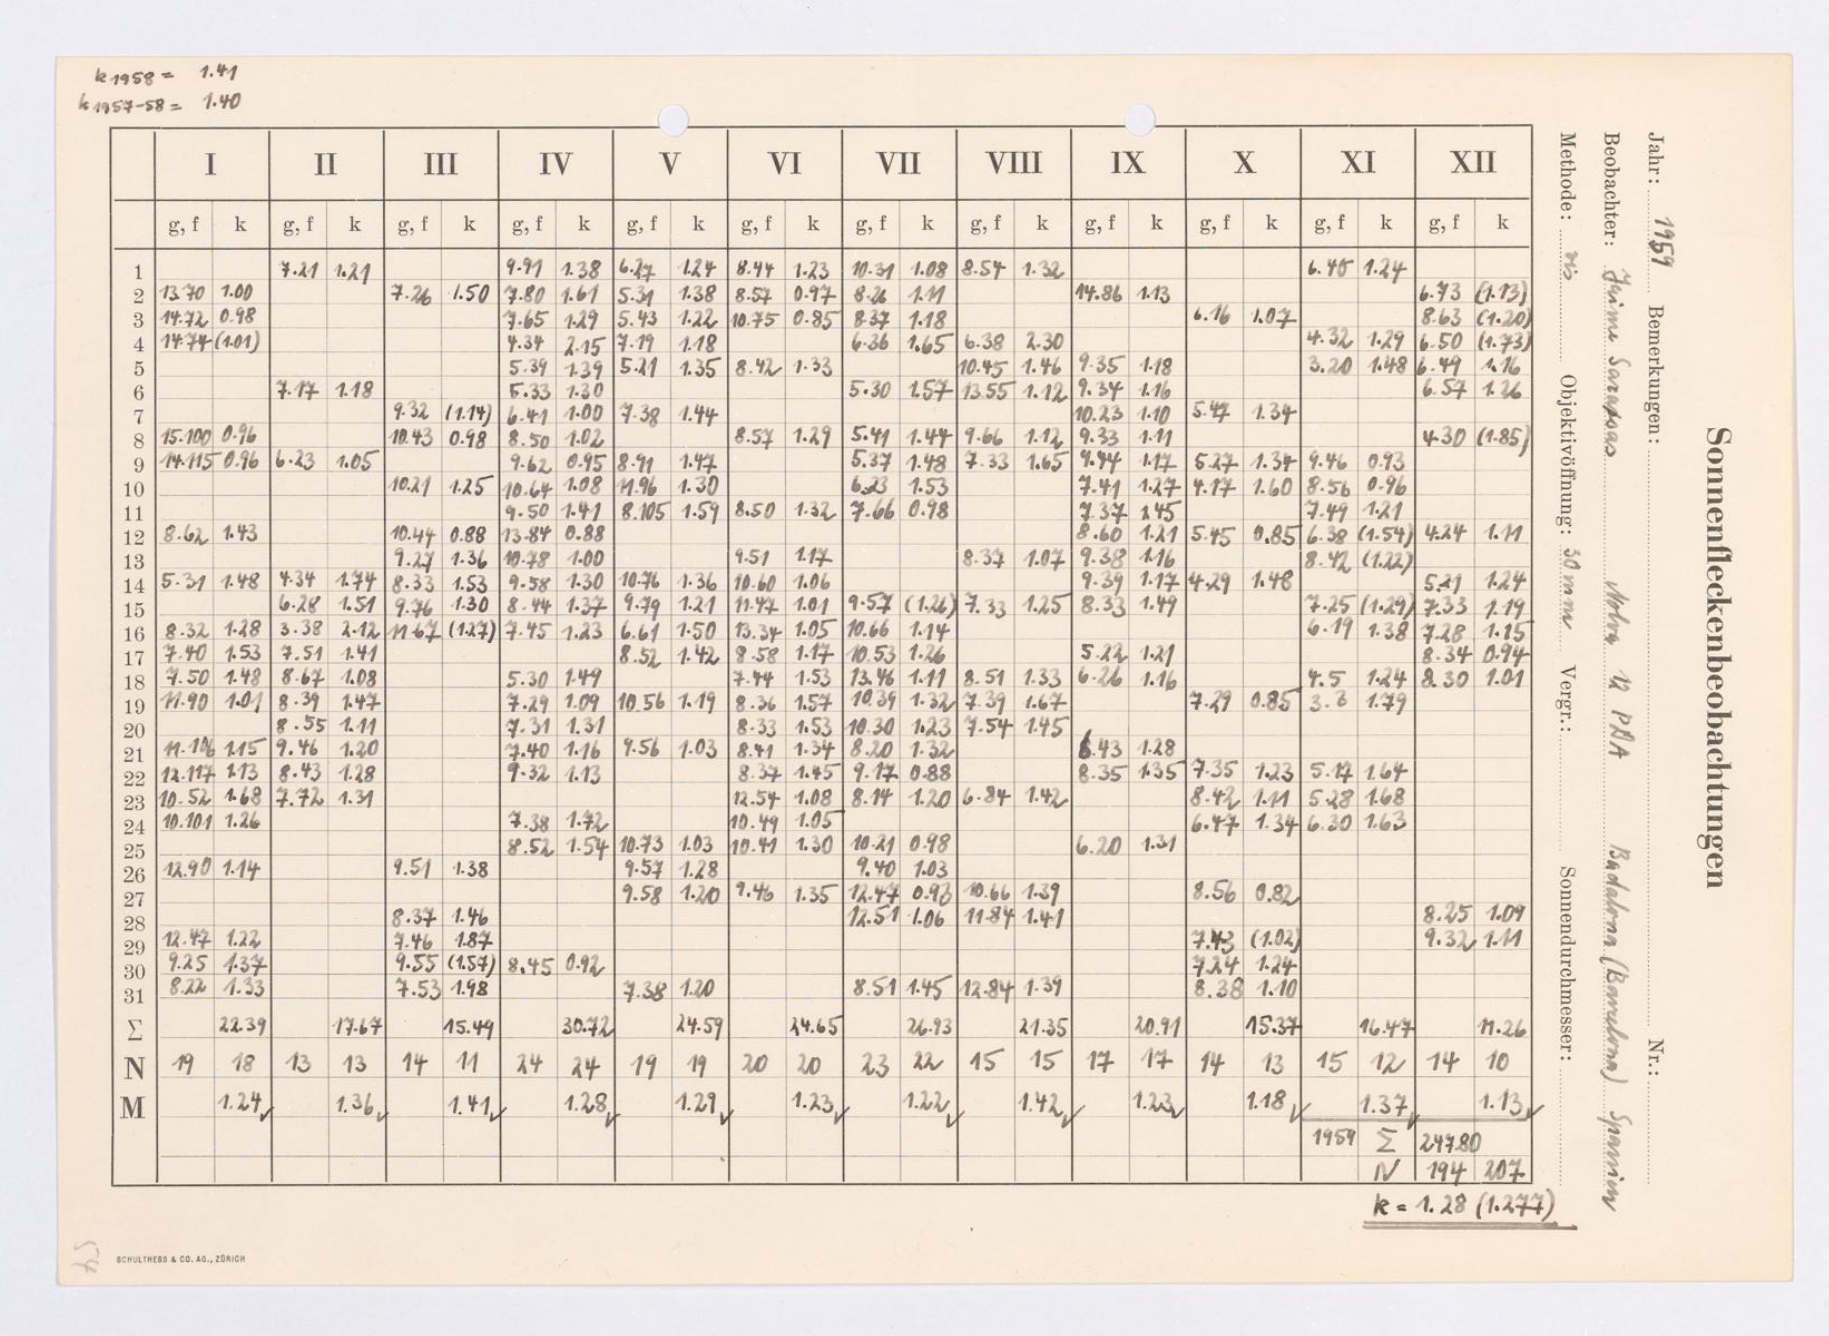 k 1958 = 1.41
k 1957-58 = 1.40
Sonnenfleckenbeobachtungen
Jahr: 1959 Bemerkungen: Nr.:
Beobachter: Jaime 12 PRA Badalona (Barcelona) Spanien
Methode: vis Objektivöffnung: 30 mm Vergr.: Sonnendurchmesser:
I II III IV V VI VII VIII IX X XI XII
g, f k g, f k g, f k g, f k g, f k g, f k g, f k g, f k g, f k g, f k g, f k g, f k
1 7.21 1.21 9.91 1.38 6.27 1.24 8.44 1.23 10.31 1.08 8.54 1.32 6.45 1.24
2 13.70 1.00 7.26 1.50 7.80 1.61 5.31 1.38 8.57 0.97 8.26 1.11 14.86 1.13 6.73 (1.13)
3 14.72 0.98 7.65 1.29 5.43 1.22 10.75 0.85 8.37 1.18 6.16 1.07 8.63 (1.20)
4 14.74 (1.01) 4.34 2.15 7.19 1.18 6.36 1.65 6.38 2.30 4.32 1.29 6.50 (1.73)
5 5.39 1.39 5.21 1.35 8.42 1.33 10.45 1.46 9.35 1.18 3.20 1.48 6.49 1.16
6 7.17 1.18 5.33 1.30 5.30 1.57 13.55 1.12 9.34 1.16 6.57 1.26
7 9.32 (1.14) 6.41 1.00 7.38 1.44 10.23 1.10 5.47 1.34
8 15.100 0.96 10.43 0.98 8.50 1.02 8.57 1.29 5.41 1.44 9.66 1.12 9.33 1.11 4.30 (1.85)
9 14.115 0.96 6.23 1.05 9.62 0.95 8.91 1.47 5.37 1.48 7.33 1.65 9.44 1.17 5.27 1.34 9.46 0.93
10 10.21 1.25 10.64 1.08 11.96 1.30 6.23 1.53 7.41 1.27 4.17 1.60 8.56 0.96
11 9.50 1.41 8.105 1.59 8.50 1.32 7.66 0.98 7.37 1.45 7.49 1.21
12 8.62 1.43 10.44 0.88 13.84 0.88 8.60 1.21 5.45 0.85 6.38 (1.54) 4.24 1.11
13 9.27 1.36 10.78 1.00 9.51 1.17 8.37 1.07 9.38 1.16 8.42 (1.22)
14 5.31 1.48 4.34 1.74 8.33 1.53 9.58 1.30 10.76 1.36 10.60 1.06 9.39 1.17 4.29 1.48 5.21 1.24
15 6.28 1.51 9.76 1.30 8.44 1.37 9.79 1.21 11.47 1.01 9.57 (1.26) 7.33 1.25 8.33 1.49 7.25 (1.29) 7.33 1.19
16 8.32 1.28 3.38 2.12 11.67 (1.27) 7.45 1.23 6.61 1.50 13.34 1.05 10.66 1.14 6.19 1.38 7.28 1.15
17 7.40 1.53 7.51 1.41 8.52 1.42 8.58 1.17 10.53 1.26 5.22 1.21 8.34 0.94
18 7.50 1.48 8.67 1.08 5.30 1.49 7.44 1.53 13.46 1.11 8.51 1.33 6.26 1.16 4.5 1.24 8.30 1.01
19 11.90 1.01 8.39 1.47 7.29 1.09 10.56 1.19 8.36 1.57 10.39 1.32 7.39 1.67 7.29 0.85 1.79
20 8.55 1.11 7.31 1.31 8.33 1.53 10.30 1.23 7.54 1.45
21 11.106 1.15 9.46 1.20 7.40 1.16 9.56 1.03 8.41 1.34 8.20 1.32 6.43 1.28
22 12.117 1.13 8.43 1.28 9.32 1.13 8.37 1.45 9.17 0.88 8.35 1.35 7.35 1.23 5.17 1.64
23 10.52 1.68 7.72 1.31 12.54 1.08 8.14 1.20 6.84 1.42 8.42 1.11 5.28 1.68
24 10.101 1.26 7.38 1.72 10.49 1.05 6.47 1.34 6.30 1.63
25 8.52 1.54 10.73 1.03 10.41 1.30 10.21 0.98 6.20 1.31
26 12.90 1.14 9.51 1.38 9.57 1.28 9.40 1.03
27 9.58 1.20 9.46 1.35 12.47 0.93 10.66 1.39 8.56 0.82
28 8.37 1.46 12.51 1.06 11.84 1.41 8.25 1.09
29 12.47 1.22 7.46 1.87 7.43 (1.02) 9.32 1.11
30 9.25 1.37 9.55 (1.57) 8.45 0.92 7.24 1.24
31 8.22 1.33 7.53 1.98 7.38 1.20 8.51 1.45 12.84 1.39 8.38 1.10
Σ 22.39 17.67 15.49 30.72 24.59 24.65 26.93 21.35 20.91 15.37 16.47 11.26
N 19 18 13 13 14 11 24 24 19 19 20 20 23 22 15 15 17 17 14 13 15 12 14 10
M 1.24 1.36 1.41 1.28 1.29 1.23 1.22 1.42 1.23 1.18 1.37 1.13
1959 Σ 247.80
N 194 207
k = 1.28 (1.277)
SCHULTHESS & CO. AG., ZÜRICH